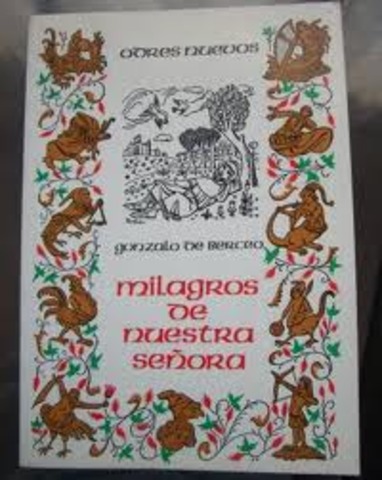 odres nuevos
gonzalo de berceo
milagros
de
nuestra
señora